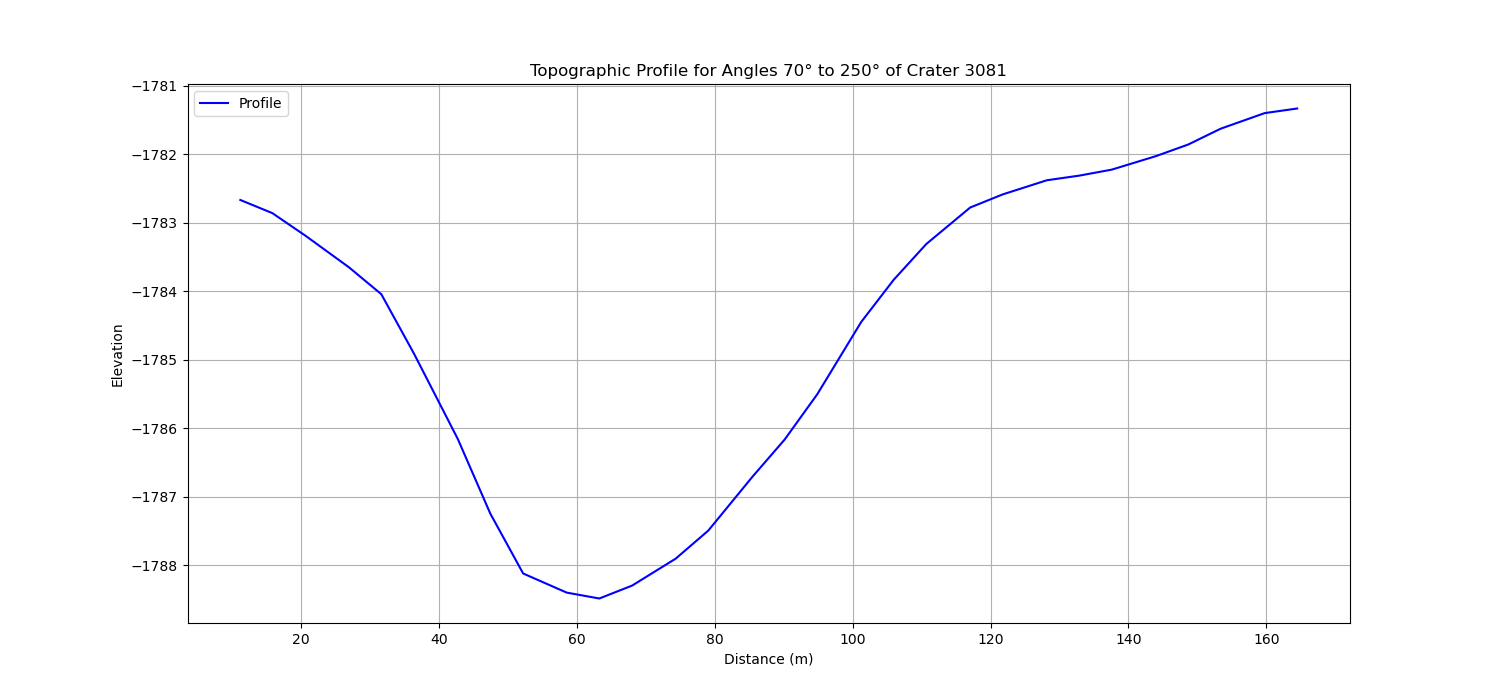 Topographic Profile for Angles 70° to 250° of Crater 3081
Profile
−1781
−1782
−1783
−1784
−1785
−1786
−1787
−1788
Elevation
20 40 60 80 100 120 140 160
Distance (m)